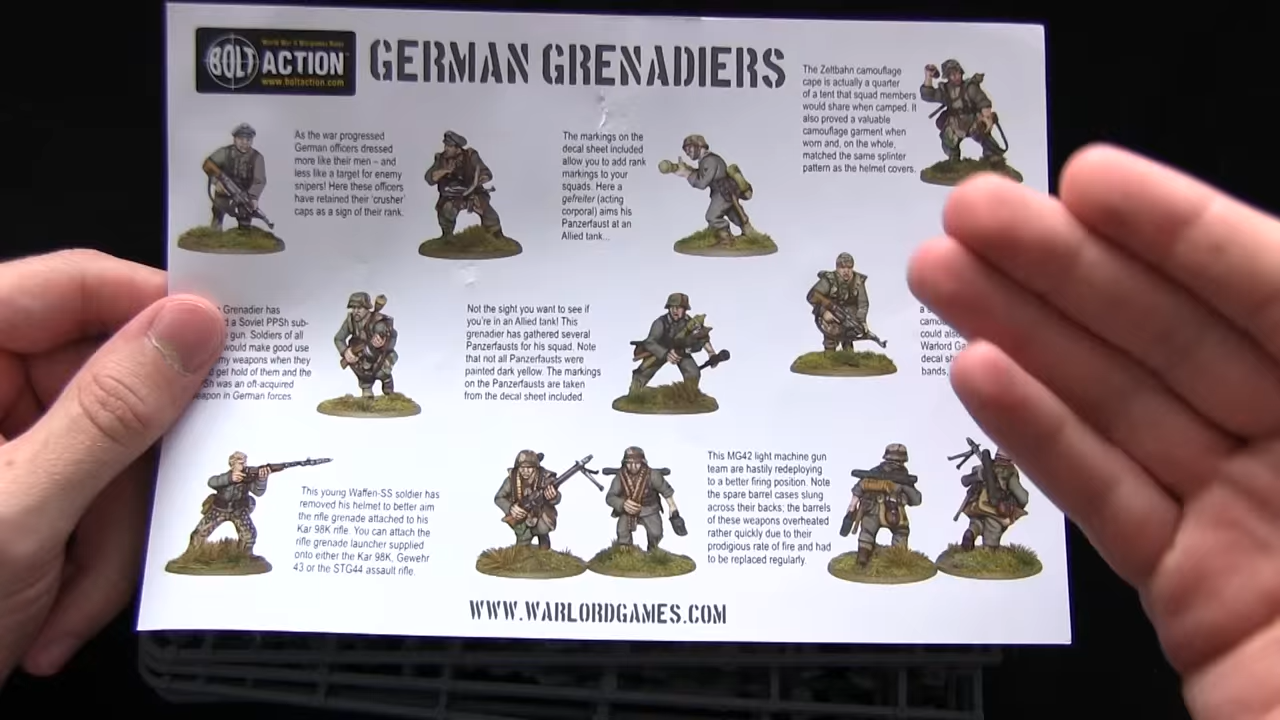 BOLT ACTION
World War II Wargames Rules
www.boltaction.com
GERMAN GRENADIERS
As the war progressed
German officers dressed
more like their men – and
less like a target for enemy
snipers! Here these officers
have retained their 'crusher'
caps as a sign of their rank.
The markings on the
decal sheet included
allow you to add rank
markings to your
squads. Here a
gefreiter (acting
corporal) aims his
Panzerfaust at an
Allied tank...
The Zeltbahn camouflage
cape is actually a quarter
of a tent that squad members
would share when camped. It
also proved a valuable
camouflage garment when
worn and, on the whole,
matched the same splinter
pattern as the helmet covers.
Grenadier has
a Soviet PPSh sub-
gun. Soldiers of all
would make good use
weapons when they
get hold of them and the
was an oft-acquired
in German forces
Not the sight you want to see if
you're in an Allied tank! This
grenadier has gathered several
Panzerfausts for his squad. Note
that not all Panzerfausts were
painted dark yellow. The markings
on the Panzerfausts are taken
from the decal sheet included.
a
could
Warlord
decal
bands,
This young Waffen-SS soldier has
removed his helmet to better aim
the rifle grenade attached to his
Kar 98K rifle. You can attach the
rifle grenade launcher supplied
onto either the Kar 98K, Gewehr
43 or the STG44 assault rifle.
This MG42 light machine gun
team are hastily redeploying
to a better firing position. Note
the spare barrel cases slung
across their backs; the barrels
of these weapons overheated
rather quickly due to their
prodigious rate of fire and had
to be replaced regularly.
WWW.WARLORDGAMES.COM